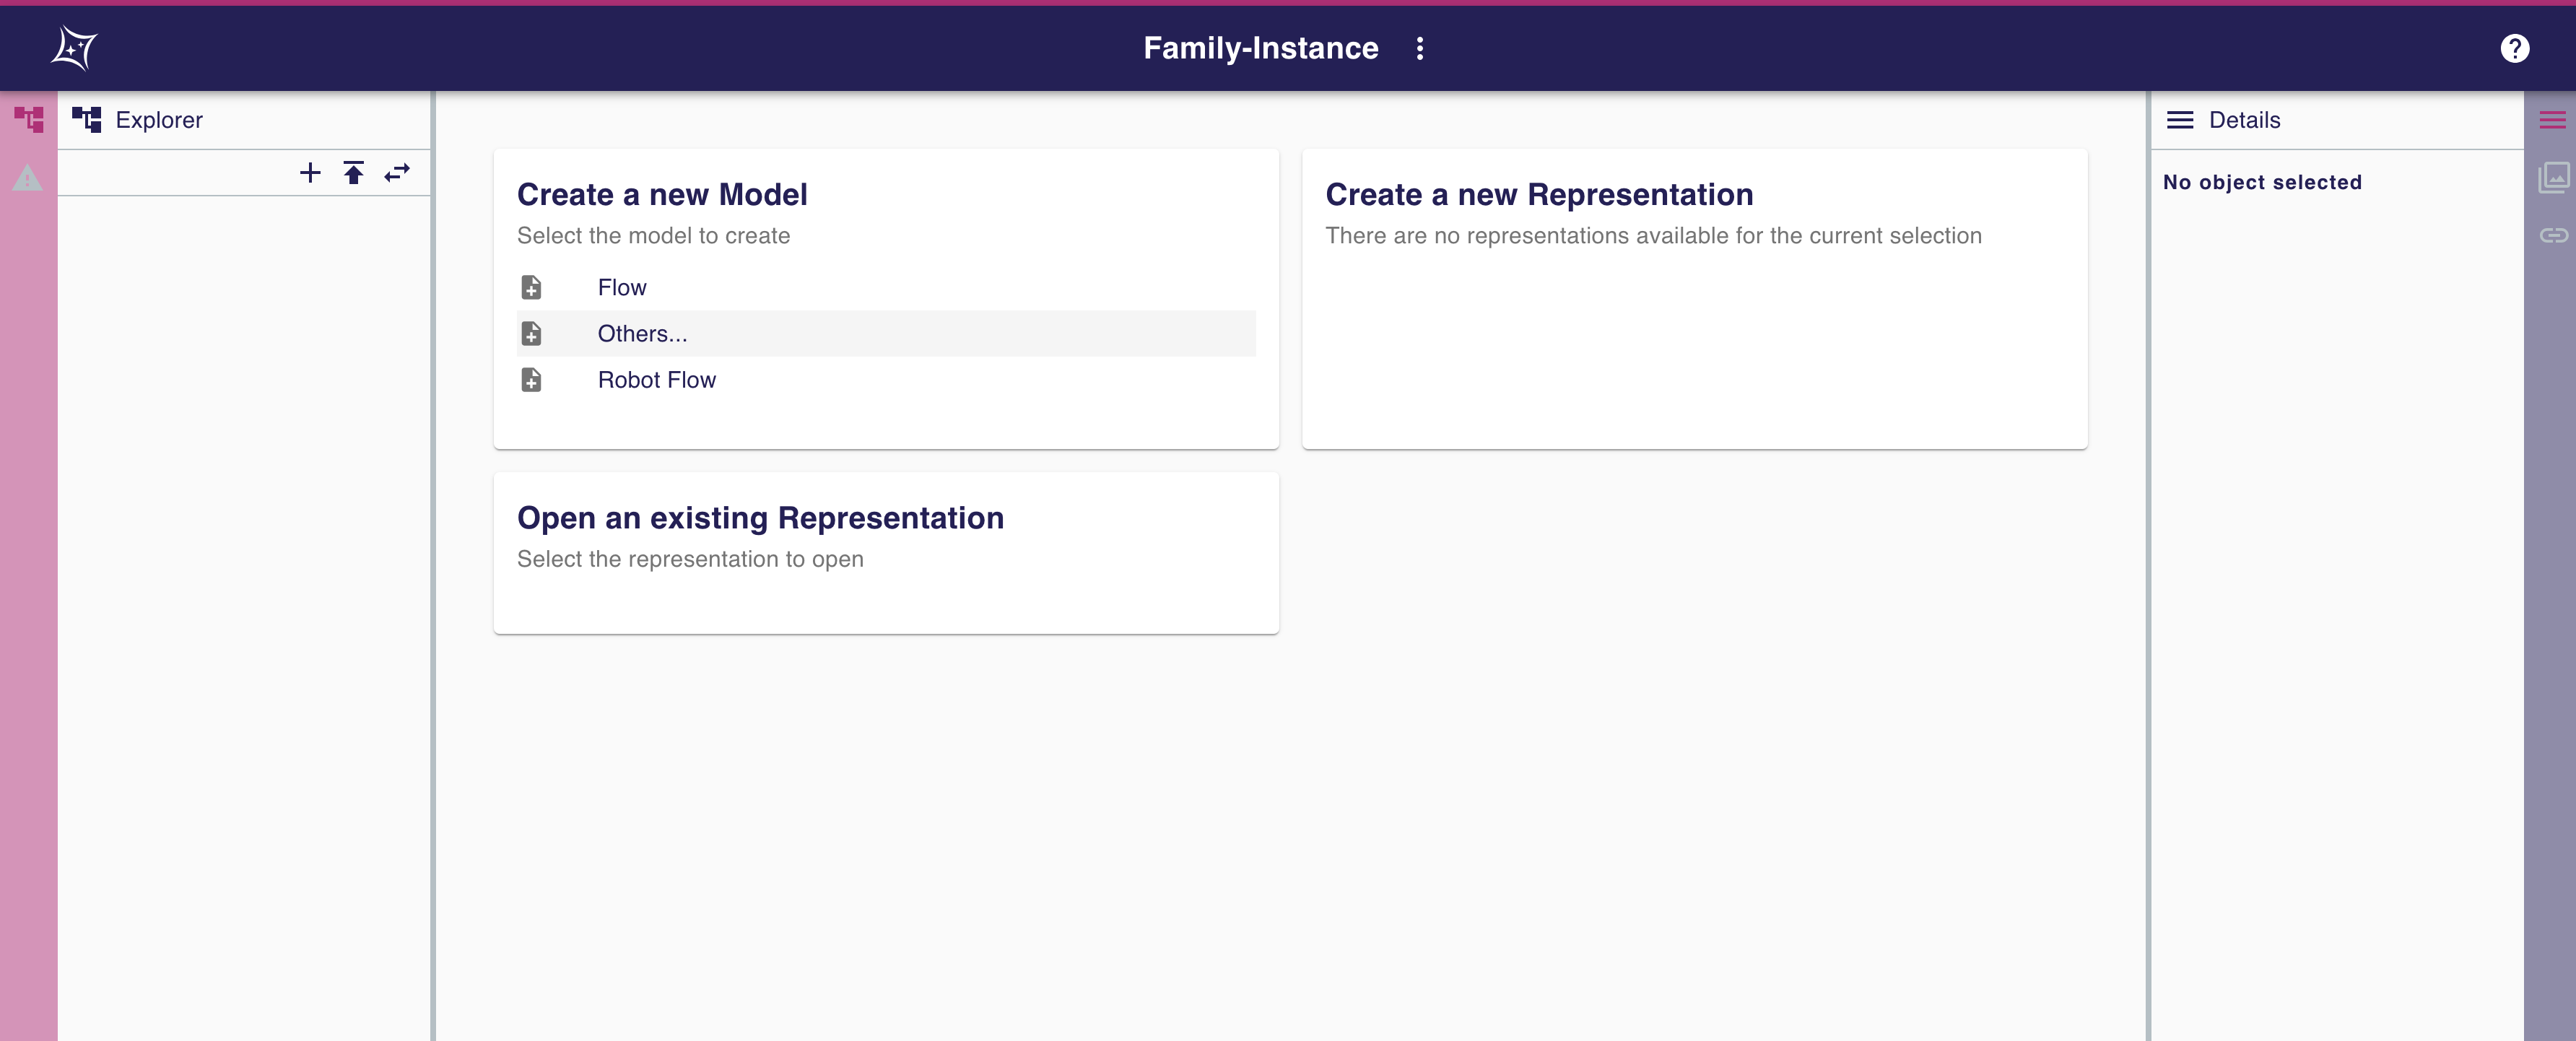 Family-Instance
Explorer
Details
No object selected
Create a new Model
Select the model to create
Flow
Others...
Robot Flow
Create a new Representation
There are no representations available for the current selection
Open an existing Representation
Select the representation to open